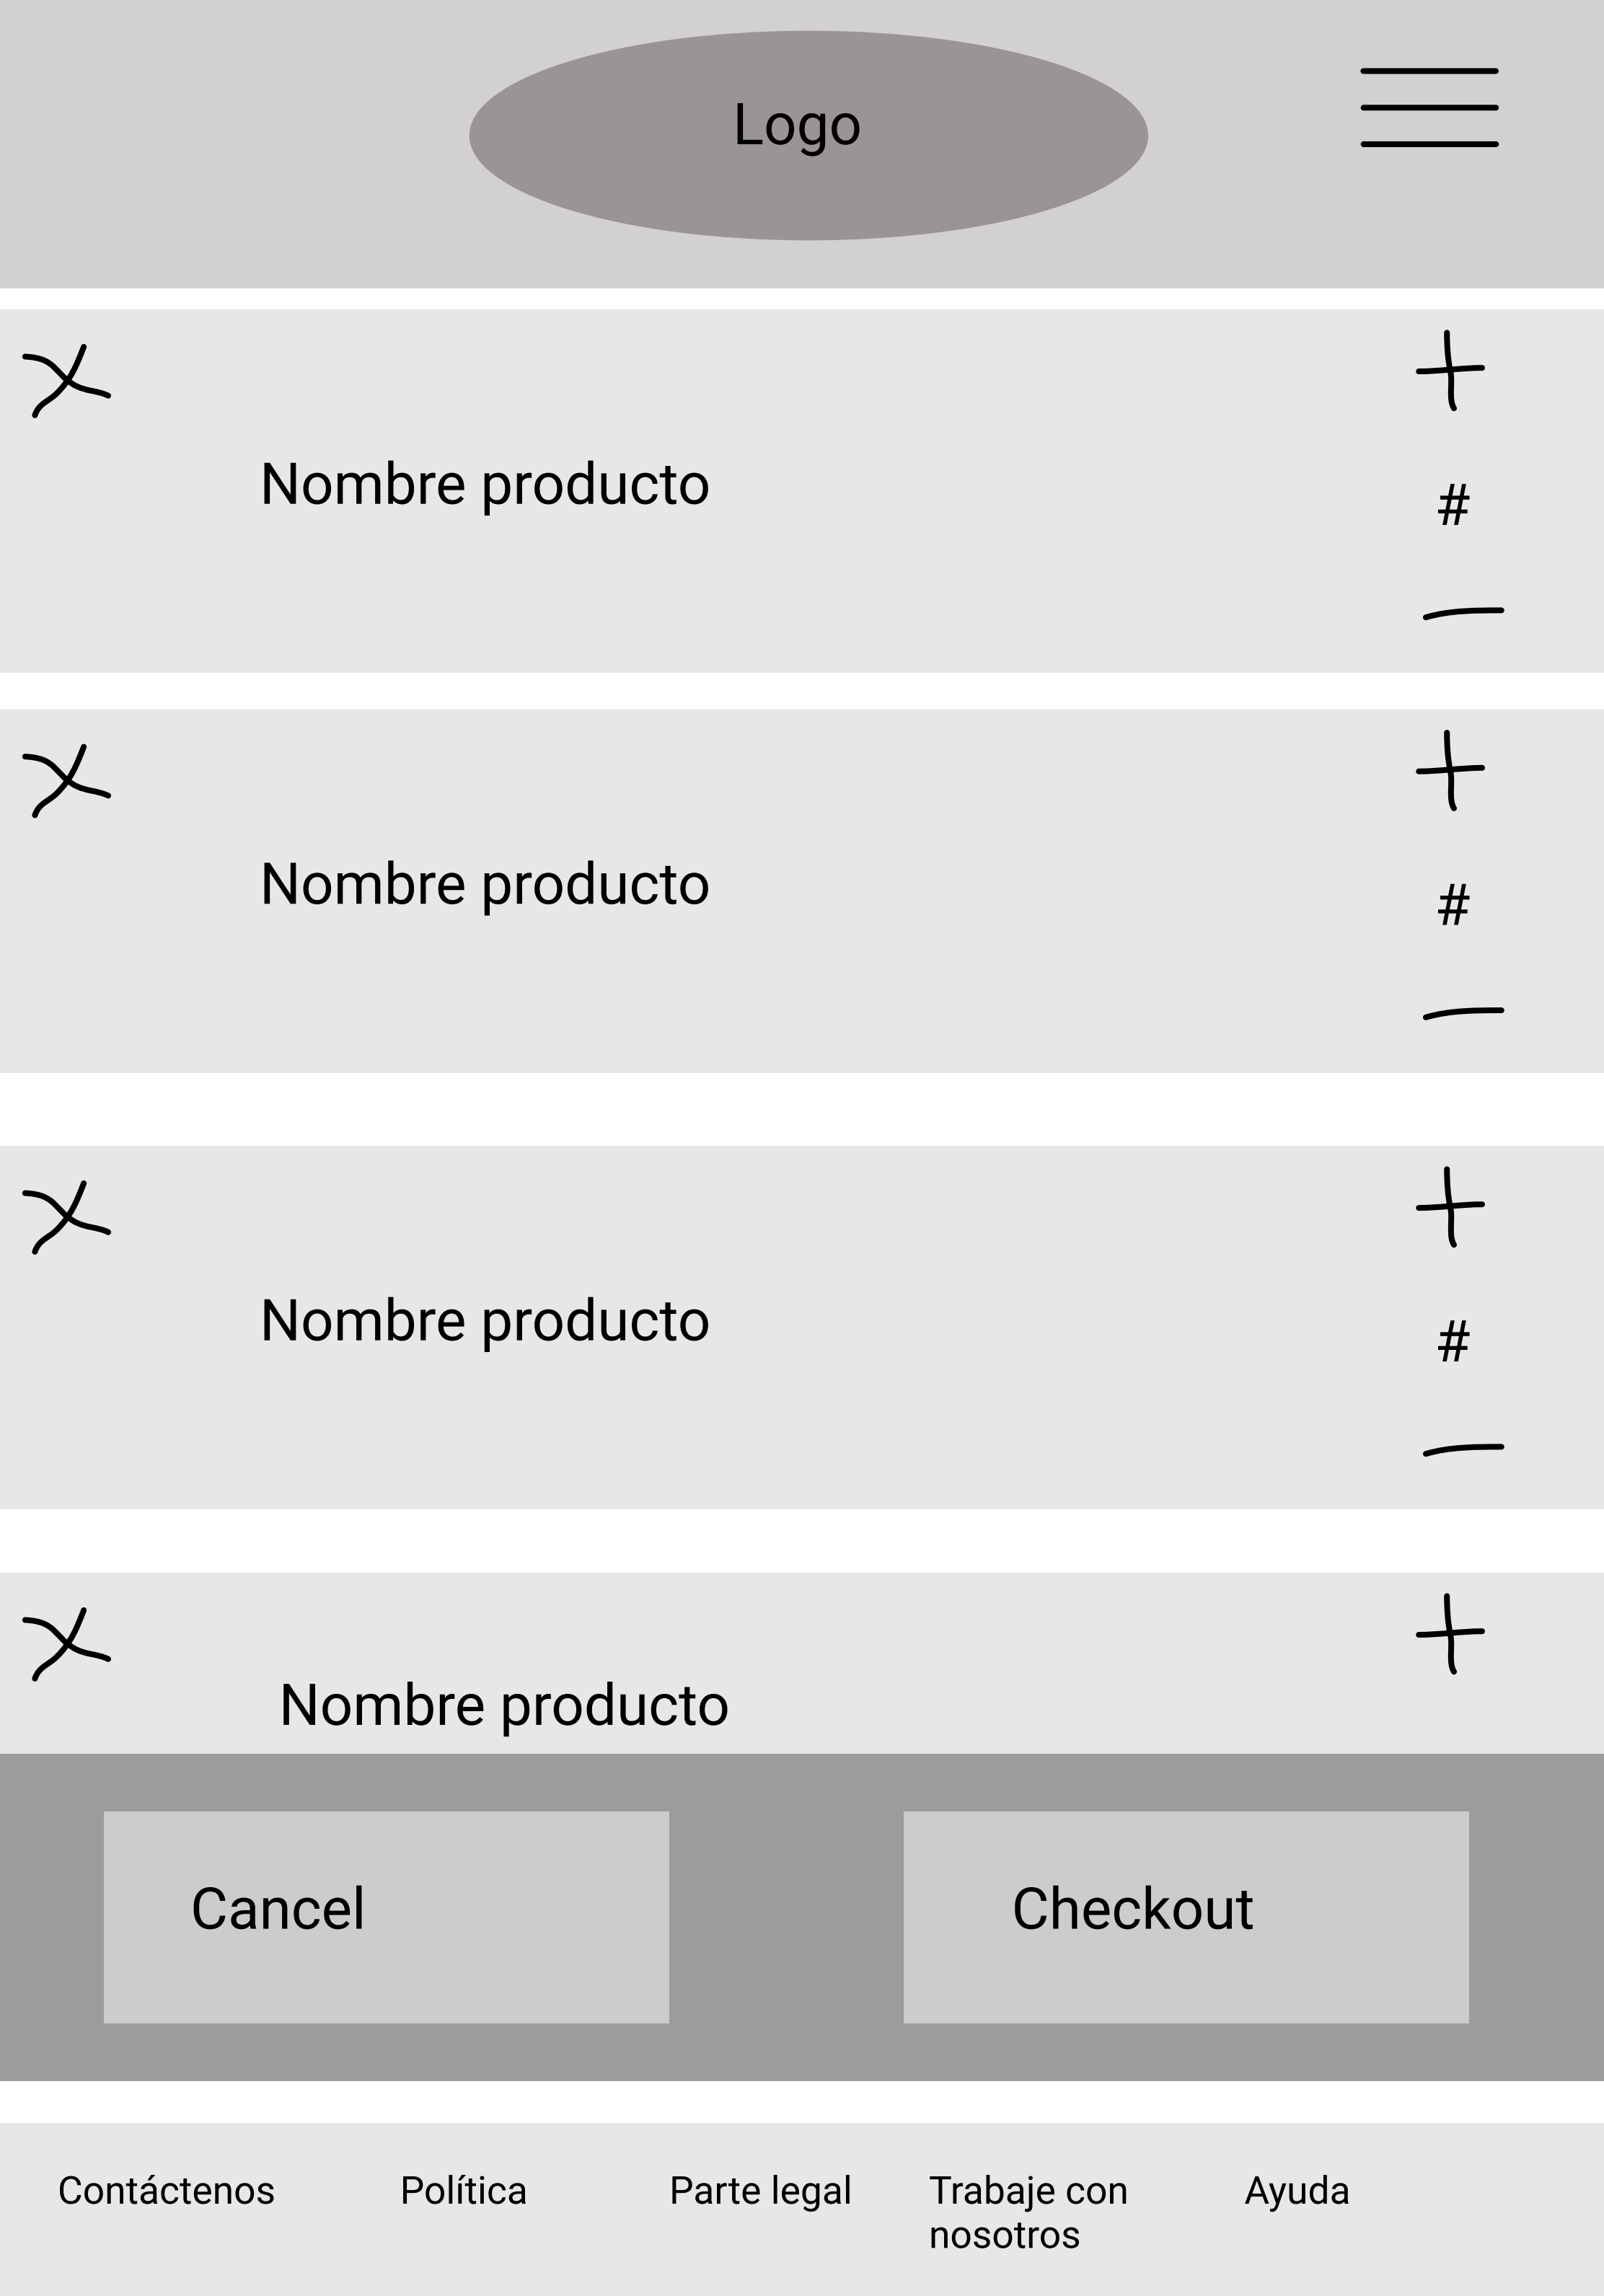 Logo
Nombre producto
#
Nombre producto
#
Nombre producto
#
Nombre producto
Cancel
Checkout
Contáctenos
Política
Parte legal
Trabaje con
nosotros
Ayuda